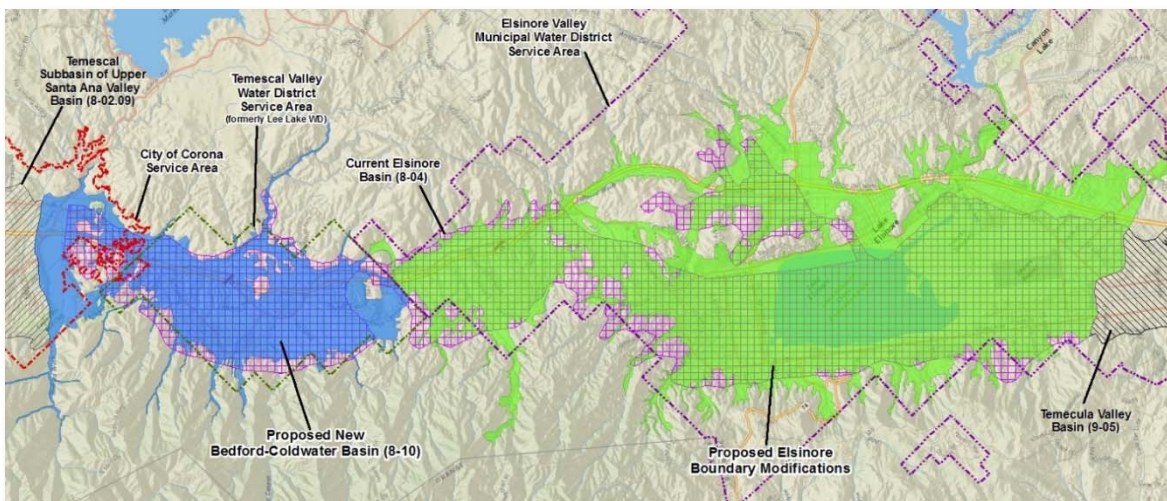 Temescal
Subbasin of Upper
Santa Ana Valley
Basin (8-02.09)
City of Corona
Service Area
Temescal Valley
Water District
Service Area
(formerly Lee Lake WD)
Current Elsinore
Basin (8-04)
Elsinore Valley
Municipal Water District
Service Area
Canyon
Lake
Lake
Elsinore
Proposed New
Bedford-Coldwater Basin (8-10)
Proposed Elsinore
Boundary Modifications
Temecula Valley
Basin (9-05)